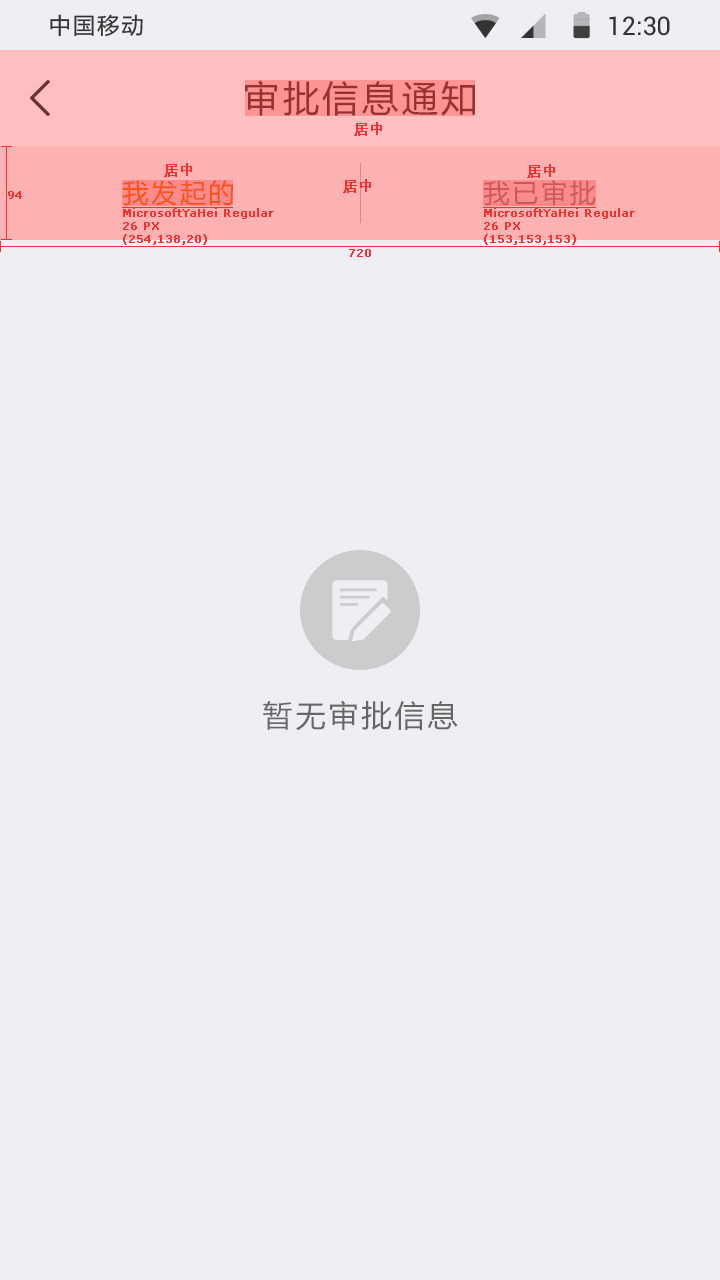 中国移动 12:30
审批信息通知
居中
居中 居中 居中
94
我发起的 我已审批
MicrosoftYaHei Regular MicrosoftYaHei Regular
26 PX 26 PX
(254,138,20) (153,153,153)
720
暂无审批信息